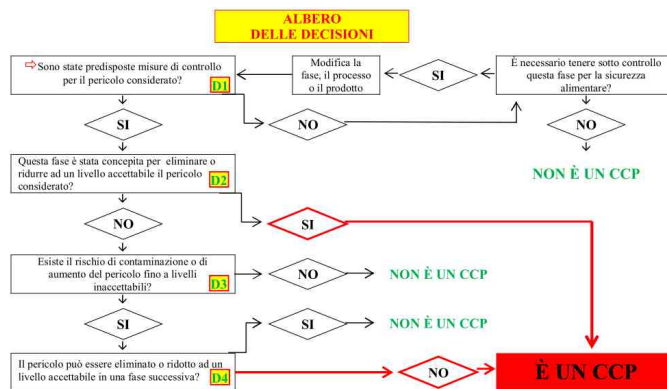 ALBERO
DELLE DECISIONI
⇨Sono state predisposte misure di controllo
per il pericolo considerato?
D1
Modifica la
fase, il processo
o il prodotto
SI
È necessario tenere sotto controllo
questa fase per la sicurezza
alimentare?
SI
NO
NO
NON È UN CCP
Questa fase è stata concepita per eliminare o
ridurre ad un livello accettabile il pericolo
considerato?
D2
NO
SI
Esiste il rischio di contaminazione o di
aumento del pericolo fino a livelli
inaccettabili?
D3
NO
NON È UN CCP
SI
SI
NON È UN CCP
Il pericolo può essere eliminato o ridotto ad un
livello accettabile in una fase successiva?
D4
NO
È UN CCP